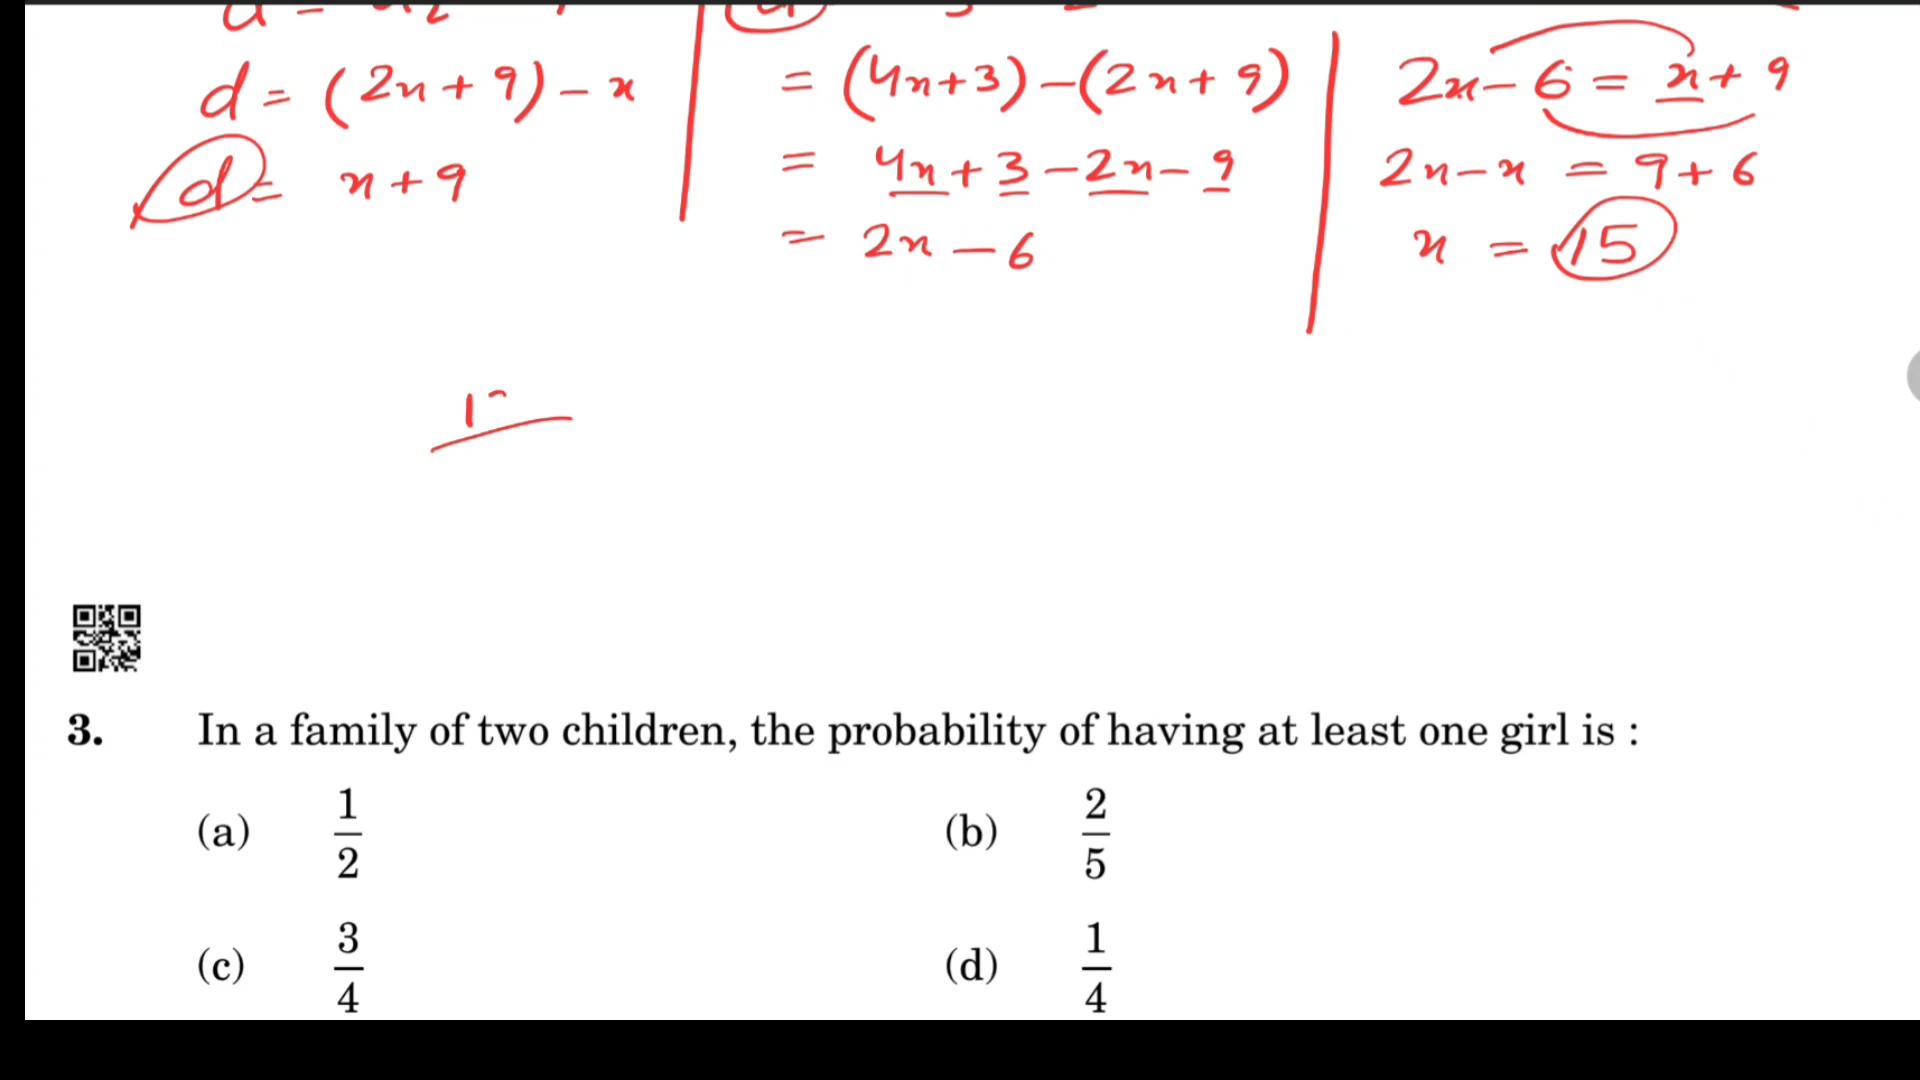 d = (2x + 9) - x
d = x + 9
= (4x+3) - (2x + 9)
= 4x + 3 - 2x - 9
= 2x - 6
2x - 6 = x + 9
2x - x = 9 + 6
x = 15
3. In a family of two children, the probability of having at least one girl is :
(a) 1/2 (b) 2/5
(c) 3/4 (d) 1/4